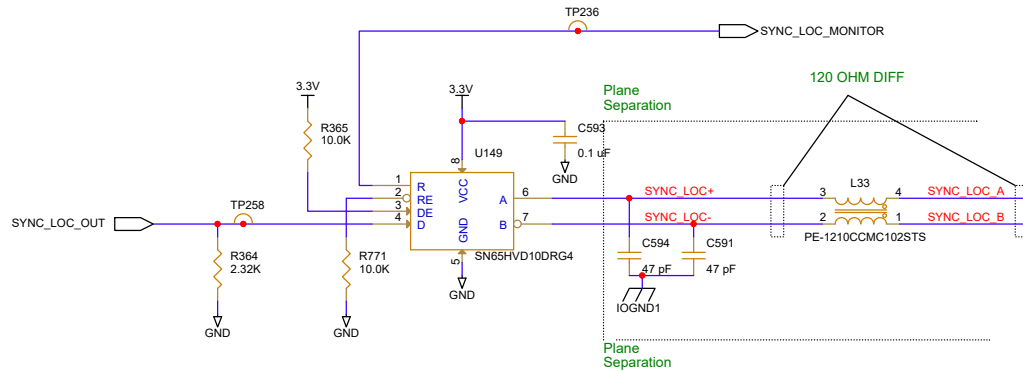 TP236
SYNC_LOC_MONITOR
120 OHM DIFF
3.3V
3.3V
Plane
Separation
R365
10.0K
C593
0.1 uF
GND
U149
8
1
R
VCC
A
6
2
RE
3
DE
4
D
GND
B
7
5
SN65HVD10DRG4
GND
SYNC_LOC+
SYNC_LOC-
3
L33
4
SYNC_LOC_A
2
1
SYNC_LOC_B
PE-1210CCMC102STS
SYNC_LOC_OUT
TP258
R364
2.32K
GND
R771
10.0K
GND
C594
47 pF
C591
47 pF
IOGND1
Plane
Separation